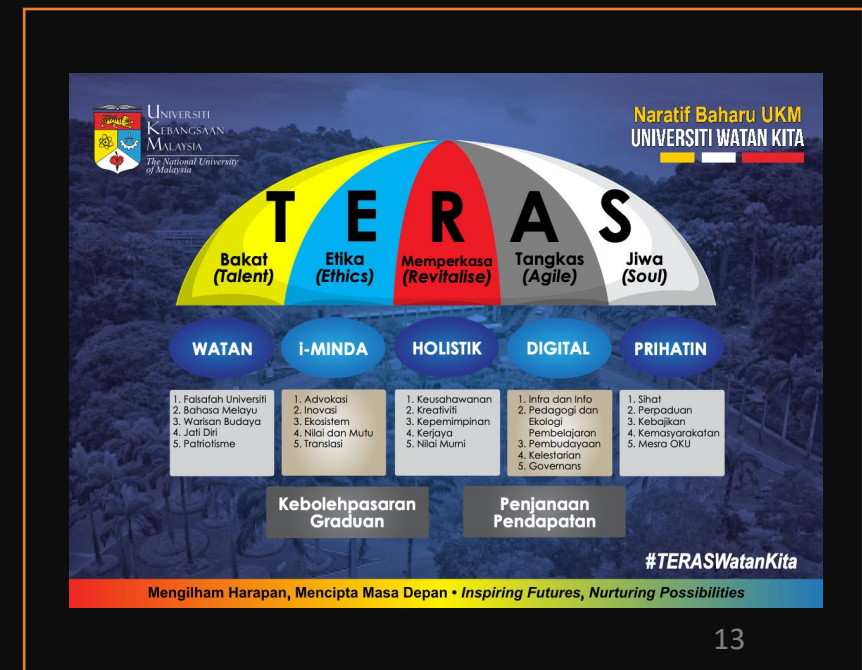 UNIVERSITI
KEBANGSAAN
MALAYSIA
The National University
of Malaysia
Naratif Baharu UKM
UNIVERSITI WATAN KITA
T E R A S
Bakat
(Talent)
Etika
(Ethics)
Memperkasa
(Revitalise)
Tangkas
(Agile)
Jiwa
(Soul)
WATAN
i-MINDA
HOLISTIK
DIGITAL
PRIHATIN
1. Falsafah Universiti
2. Bahasa Melayu
3. Warisan Budaya
4. Jati Diri
5. Patriotisme
1. Advokasi
2. Inovasi
3. Ekosistem
4. Nilai dan Mutu
5. Translasi
1. Keusahawanan
2. Kreativiti
3. Kepemimpinan
4. Kerjaya
5. Nilai Murni
1. Infra dan Info
2. Pedagogi dan
Ekologi
Pembelajaran
3. Pembudayaan
4. Kelestarian
5. Governans
1. Sihat
2. Perpaduan
3. Kebajikan
4. Kemasyarakatan
5. Mesra OKU
Kebolehpasaran
Graduan
Penjanaan
Pendapatan
#TERASWatanKita
Mengilham Harapan, Mencipta Masa Depan • Inspiring Futures, Nurturing Possibilities
13